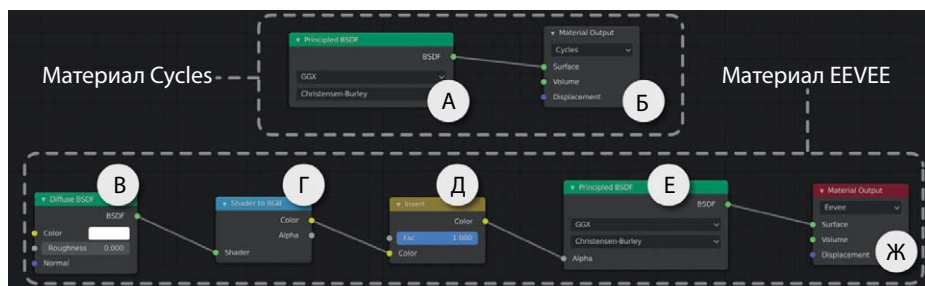 Материал Cycles
Principled BSDF
BSDF
GGX
Christensen-Burley
А
Material Output
Cycles
Surface
Volume
Displacement
Б
Материал EEVEE
Diffuse BSDF
BSDF
Color
Roughness 0.000
Normal
В
Shader to RGB
Color
Alpha
Shader
Г
Invert
Color
Fac 1.000
Color
Д
Principled BSDF
BSDF
GGX
Christensen-Burley
Alpha
Е
Material Output
Eevee
Surface
Volume
Displacement
Ж